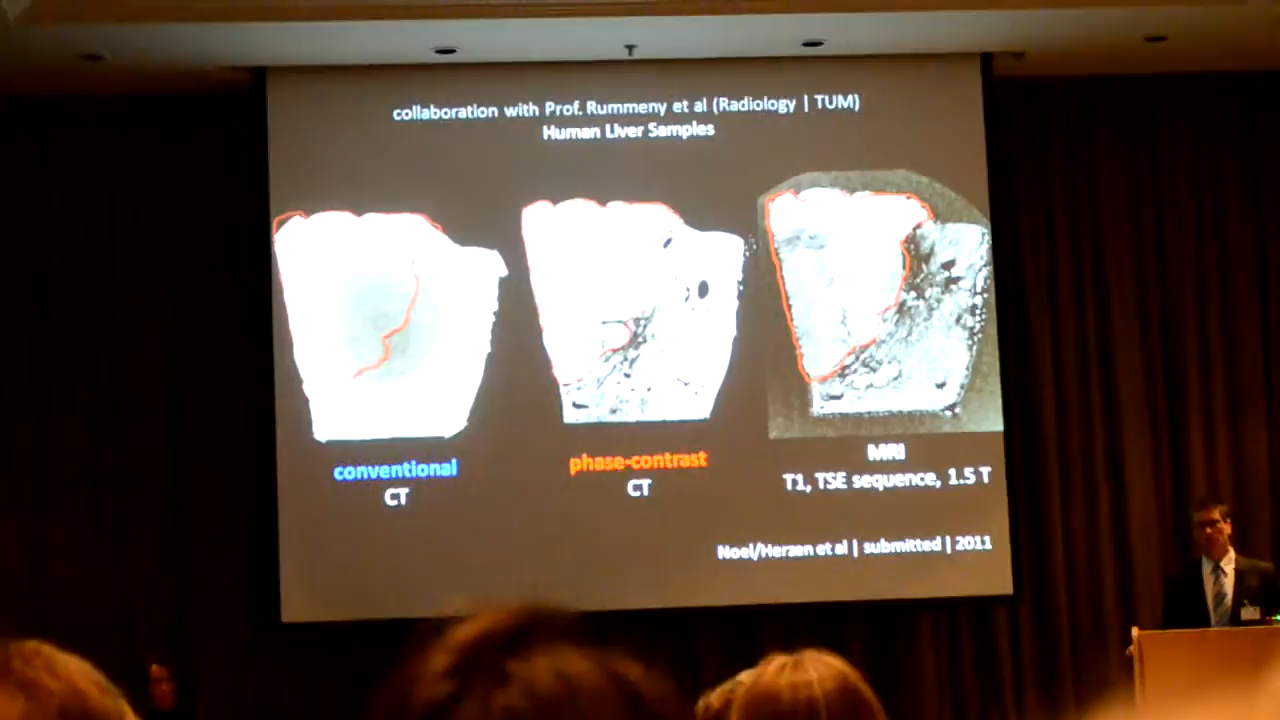 collaboration with Prof. Rummeny et al (Radiology | TUM)
Human Liver Samples
conventional
CT
phase-contrast
CT
MRI
T1, TSE sequence, 1.5 T
Noel/Herzen et al | submitted | 2011